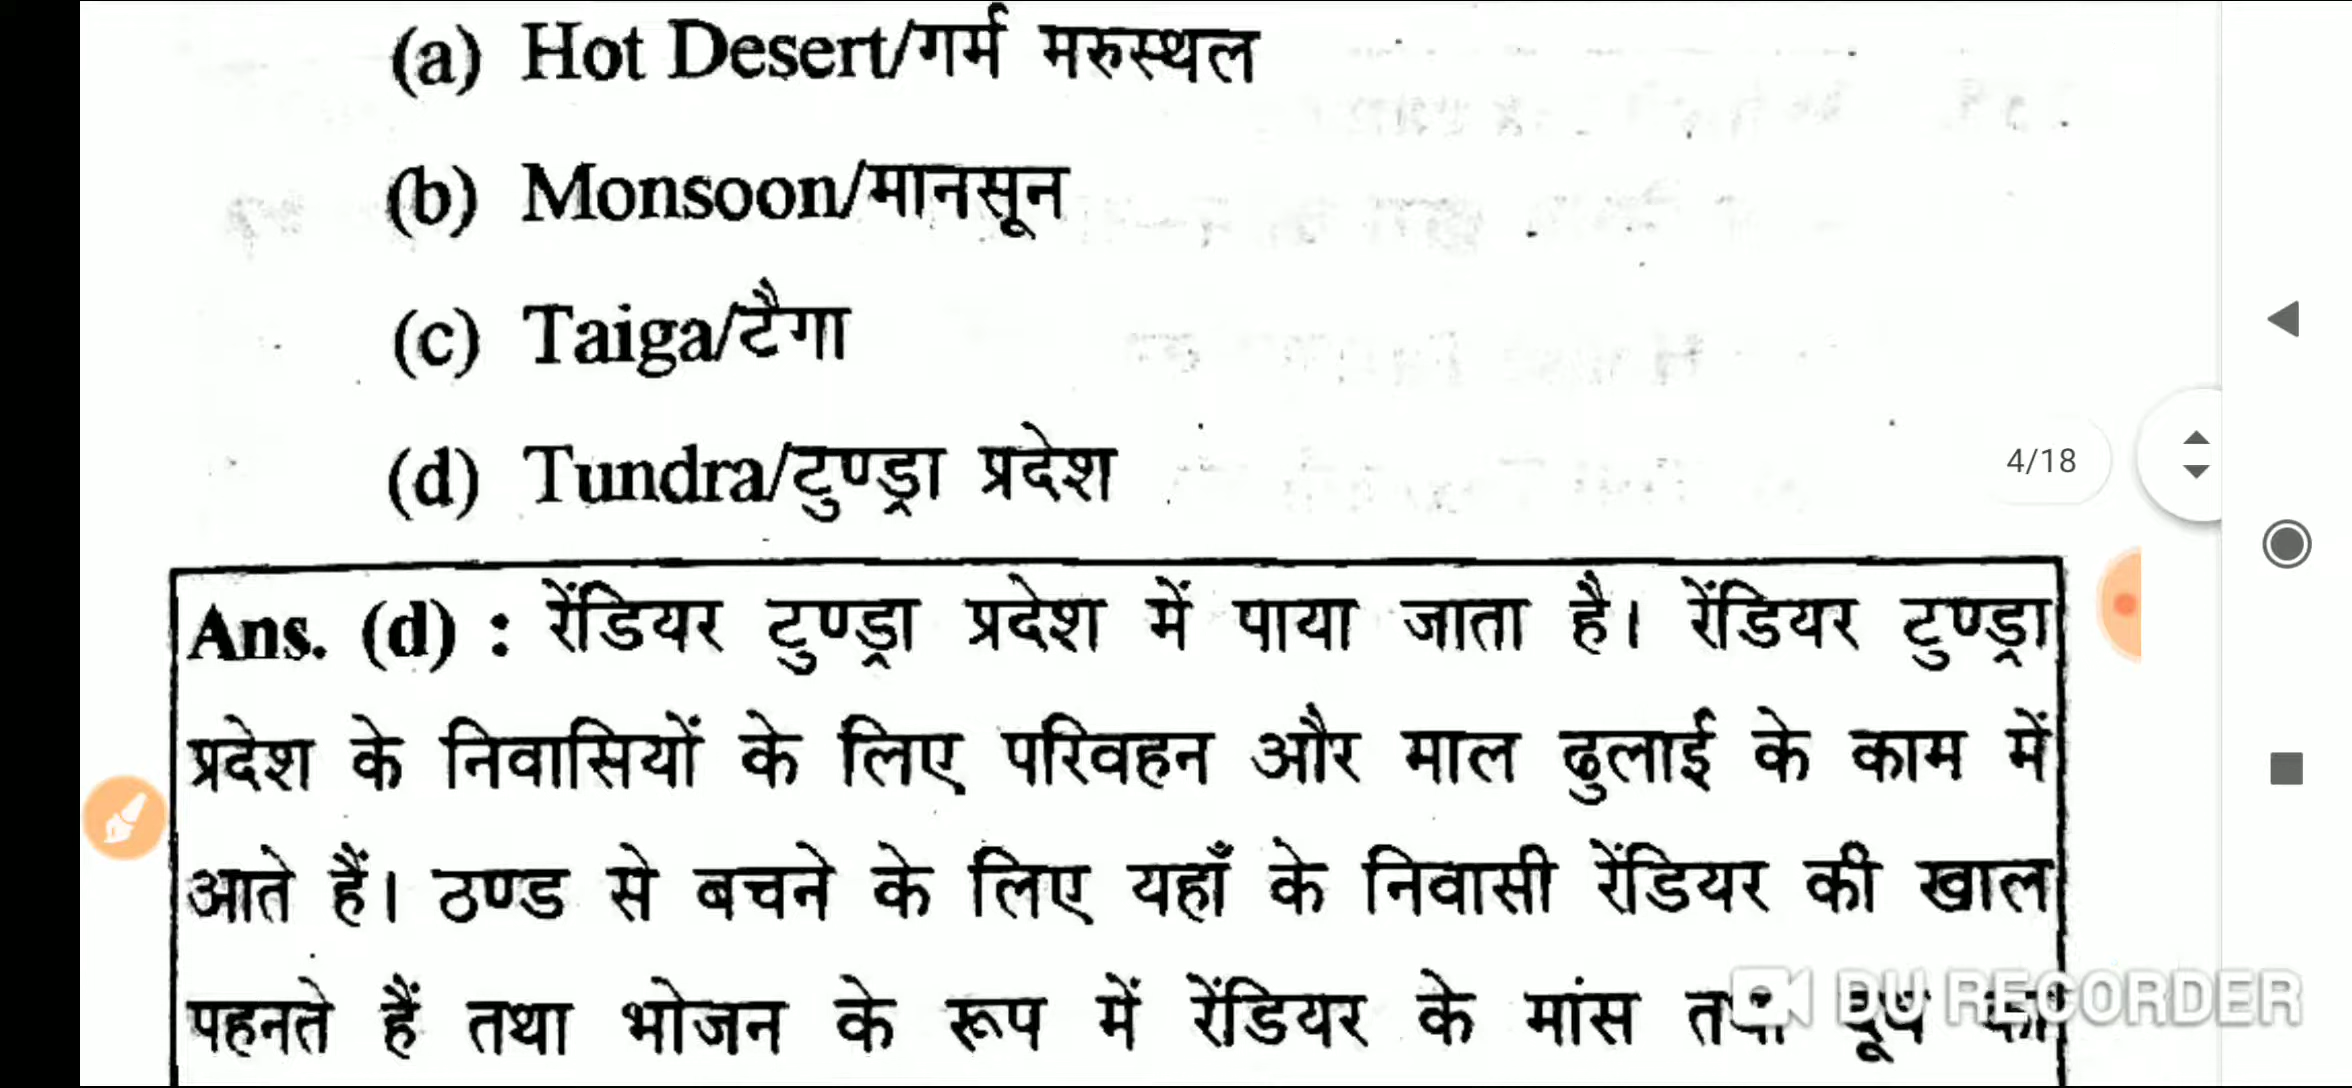 (a) Hot Desert/गर्म मरुस्थल
(b) Monsoon/मानसून
(c) Taiga/टैगा
(d) Tundra/टुण्ड्रा प्रदेश
4/18
Ans. (d) : रेंडियर टुण्ड्रा प्रदेश में पाया जाता है। रेंडियर टुण्ड्रा
प्रदेश के निवासियों के लिए परिवहन और माल ढुलाई के काम में
आते हैं। ठण्ड से बचने के लिए यहाँ के निवासी रेंडियर की खाल
पहनते हैं तथा भोजन के रूप में रेंडियर के मांस तथा दूध का
DU RECORDER